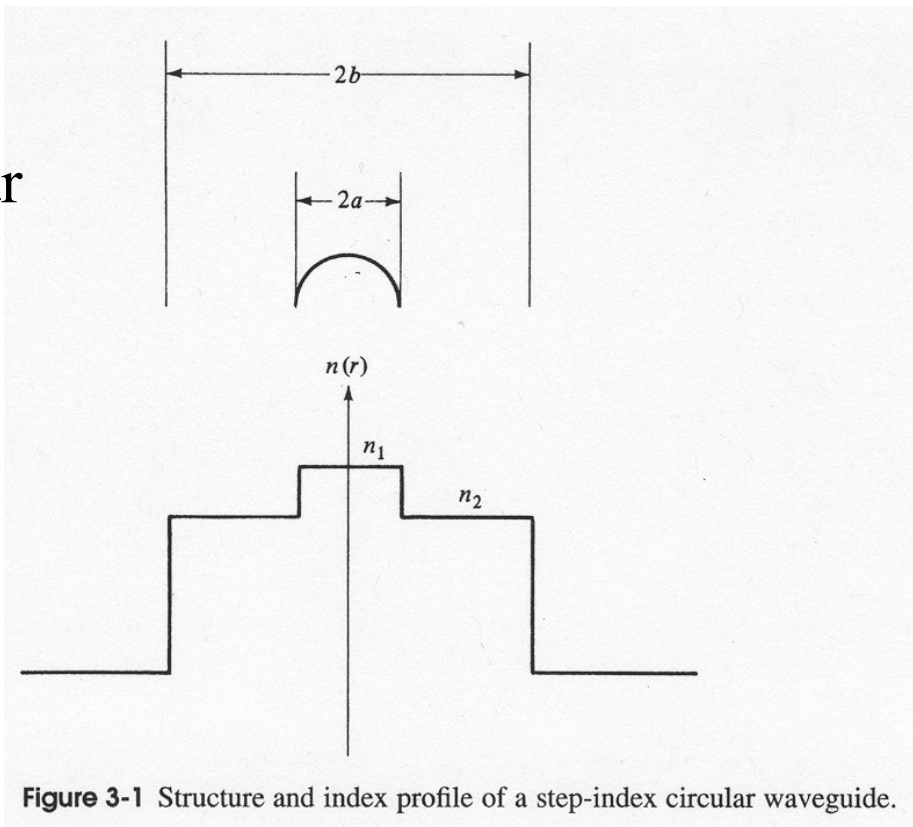 2b
r
2a
n(r)
n₁
n₂
Figure 3-1 Structure and index profile of a step-index circular waveguide.